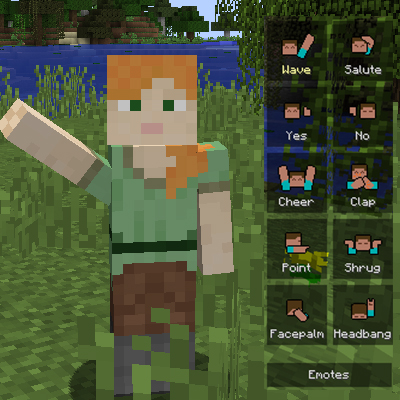 Wave Salute
Yes No
Cheer Clap
Point Shrug
Facepalm Headbang
Emotes